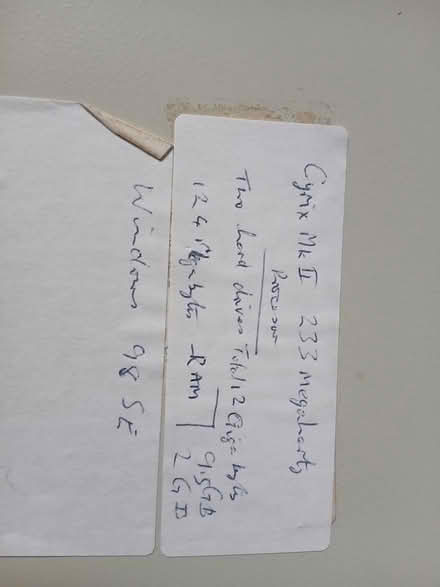 Cyrix Mk II 233 Megahertz
Processor
Two hard drives Total 12 Gigabytes
124 Megabytes RAM
9.5GB
2GB
Windows 98 SE